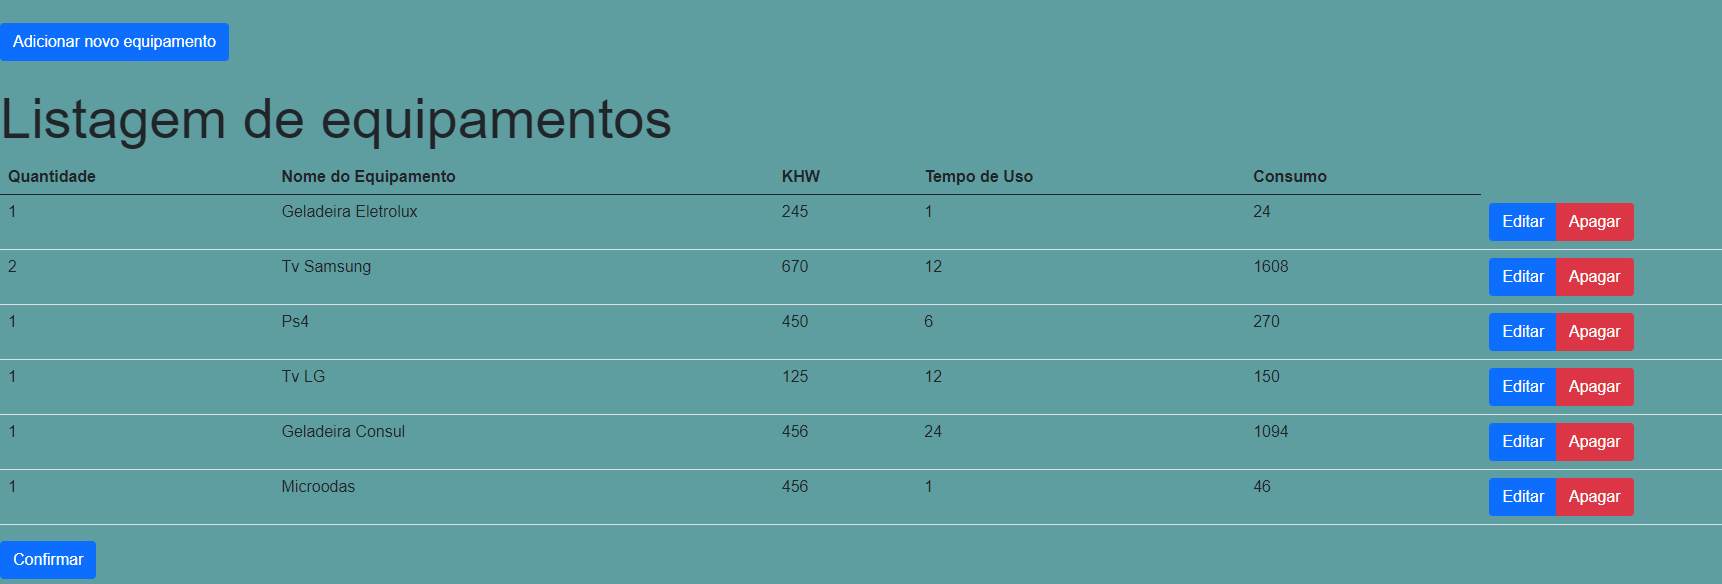 Adicionar novo equipamento
Listagem de equipamentos
Quantidade Nome do Equipamento KHW Tempo de Uso Consumo
1 Geladeira Eletrolux 245 1 24 Editar Apagar
2 Tv Samsung 670 12 1608 Editar Apagar
1 Ps4 450 6 270 Editar Apagar
1 Tv LG 125 12 150 Editar Apagar
1 Geladeira Consul 456 24 1094 Editar Apagar
1 Microodas 456 1 46 Editar Apagar
Confirmar